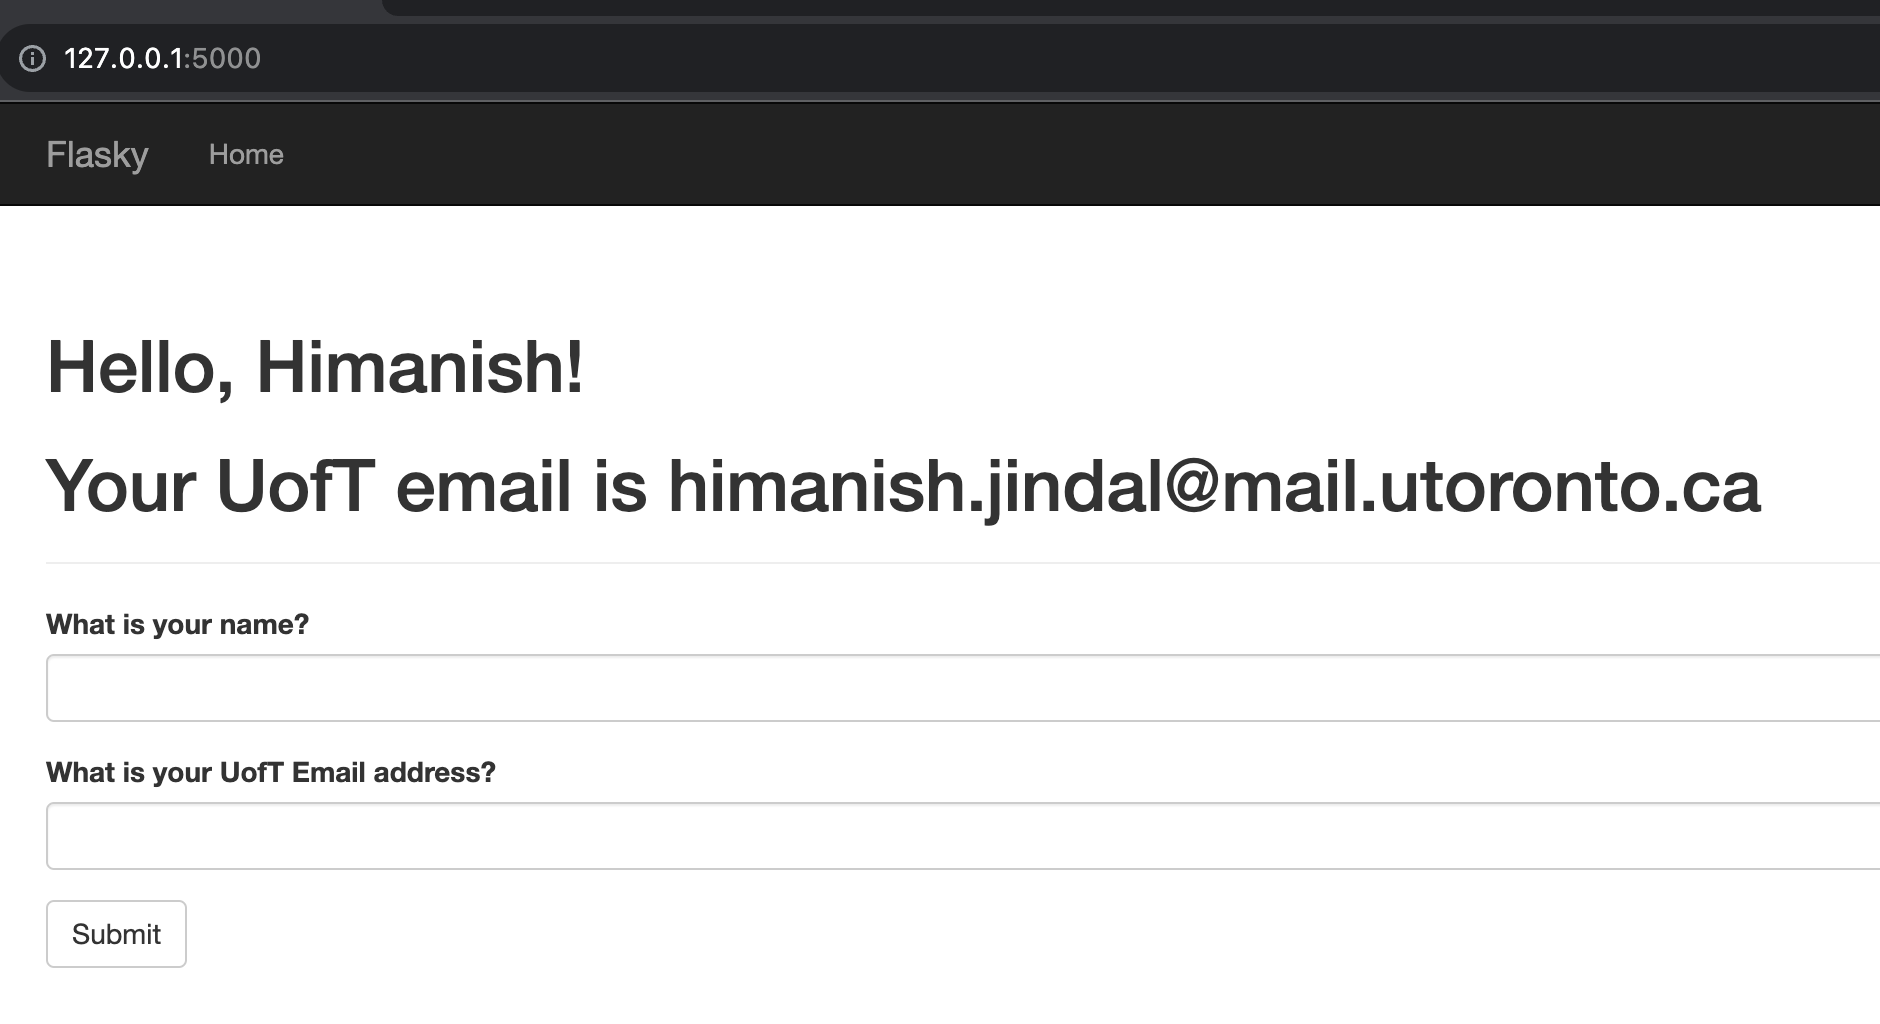 127.0.0.1:5000
Flasky Home
Hello, Himanish!
Your UofT email is himanish.jindal@mail.utoronto.ca
What is your name?
What is your UofT Email address?
Submit